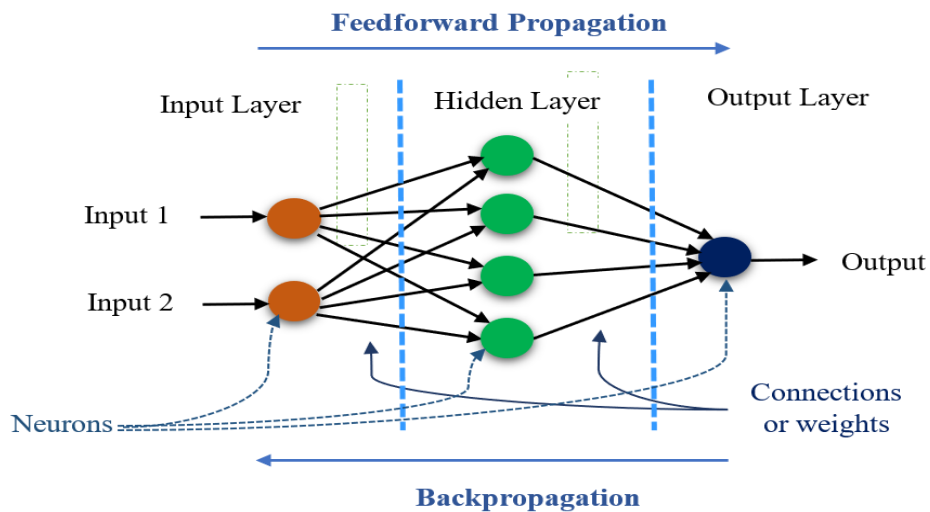 Feedforward Propagation
Input Layer
Hidden Layer
Output Layer
Input 1
Input 2
Output
Neurons
Connections
or weights
Backpropagation